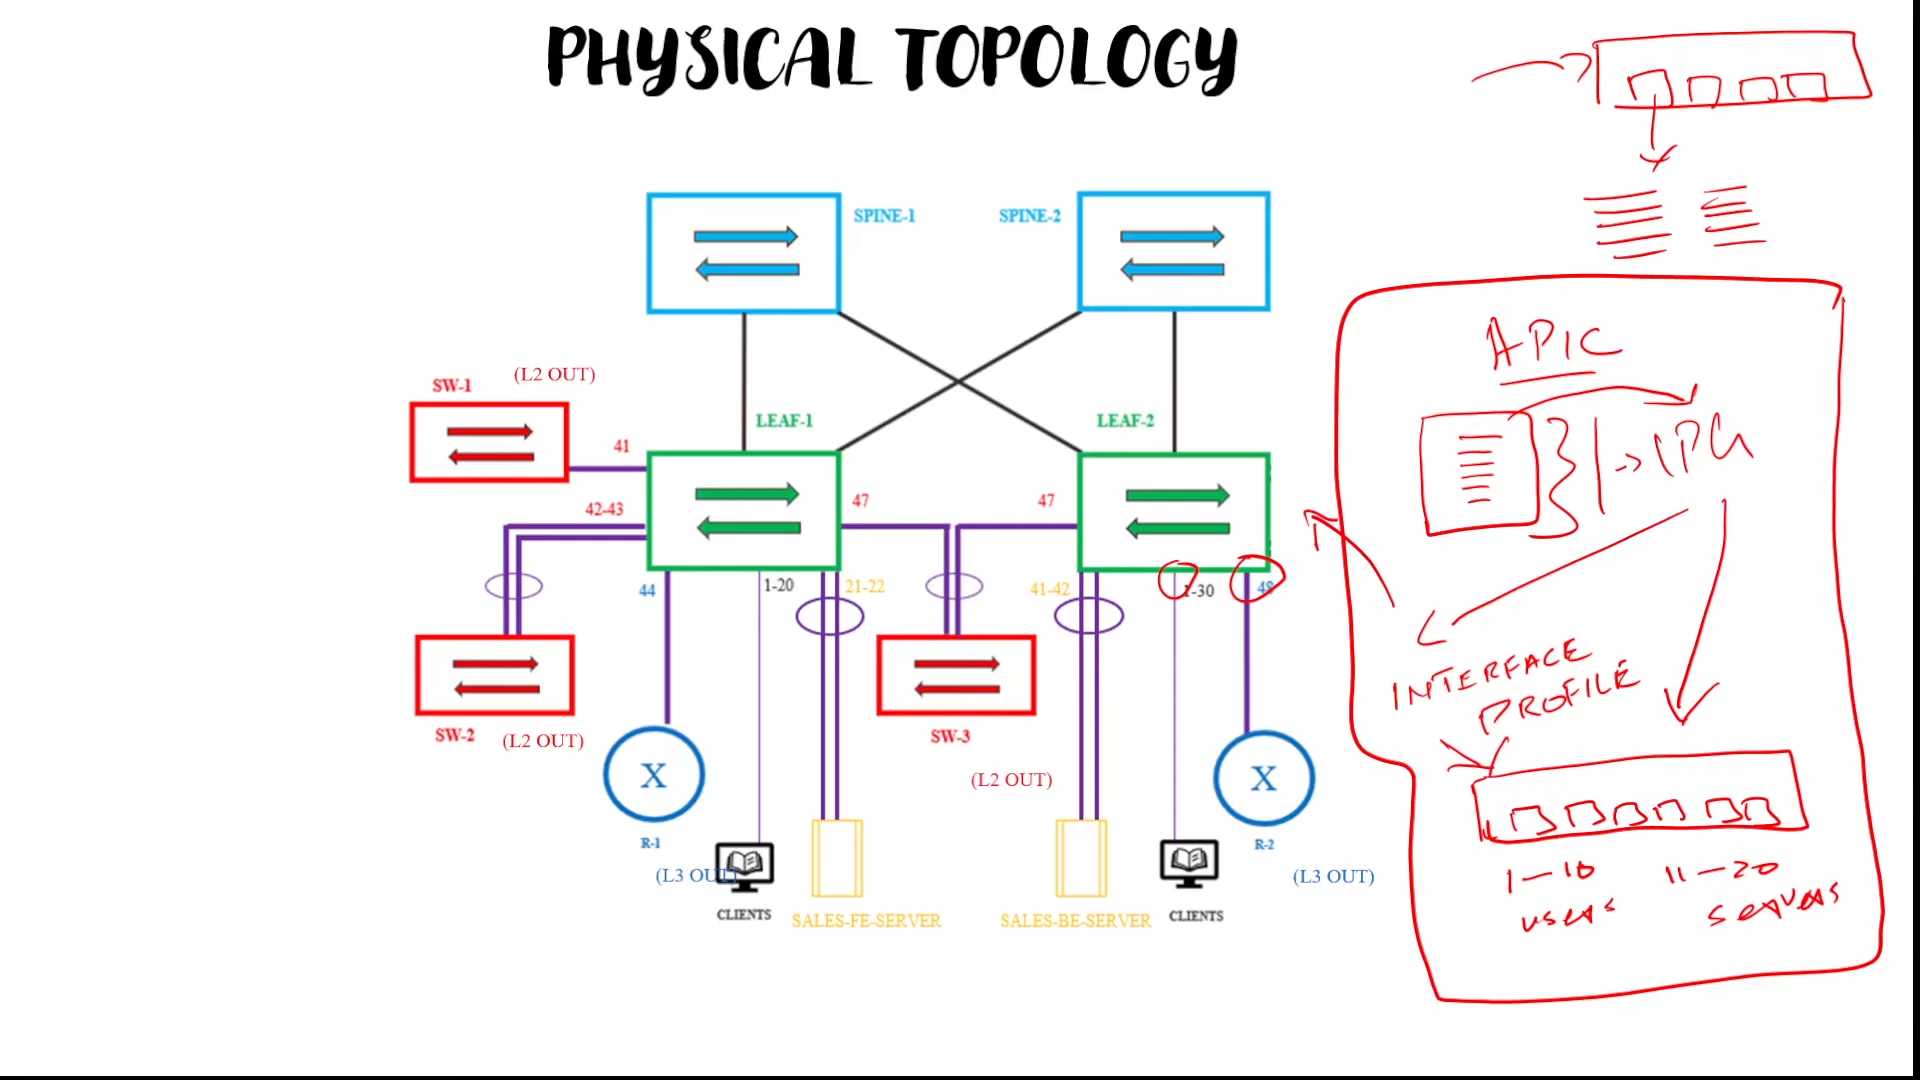 PHYSICAL TOPOLOGY
SPINE-1
SPINE-2
SW-1
(L2 OUT)
41
LEAF-1
LEAF-2
42-43
47
47
44
1-20
21-22
41-42
1-30
48
SW-2
(L2 OUT)
SW-3
(L2 OUT)
X
X
R-1
(L3 OUT)
R-2
(L3 OUT)
CLIENTS
SALES-FE-SERVER
SALES-BE-SERVER
CLIENTS
APIC
IPG
INTERFACE
PROFILE
1-10
users
11-20
servers